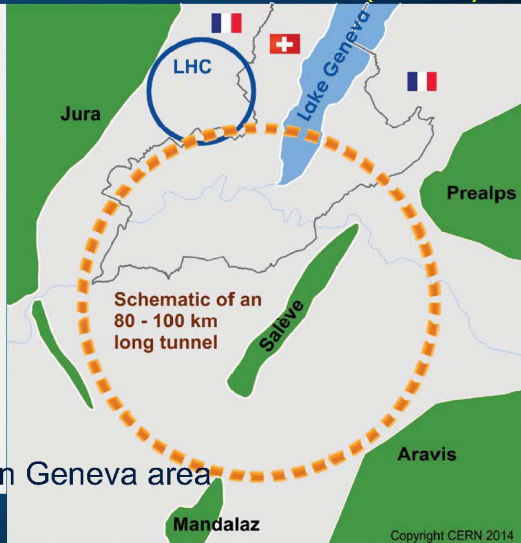 LHC
Lake Geneva
Jura
Prealps
Schematic of an
80 - 100 km
long tunnel
Salève
Aravis
Geneva area
Mandalaz
Copyright CERN 2014